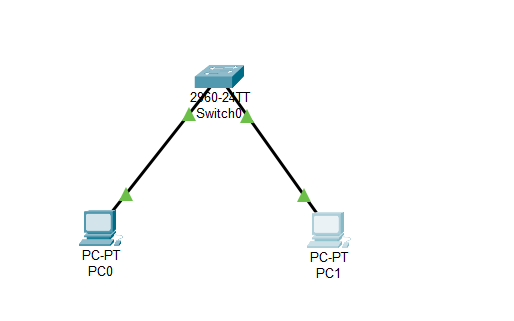 2960-24TT
Switch0
PC-PT
PC0
PC-PT
PC1